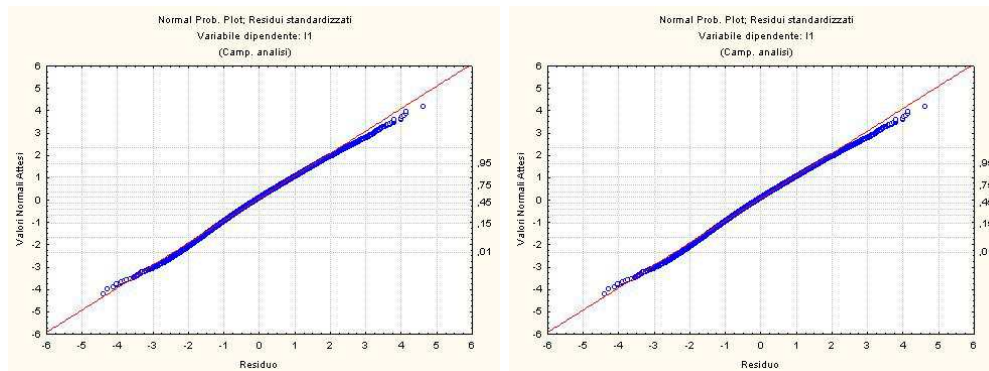 Normal Prob. Plot; Residui standardizzati
Variabile dipendente: I1
(Camp. analisi)
6
5
4
3
2
1
0
-1
-2
-3
-4
-5
-6
Valori Normali Attesi
,95
,75
,45
,15
,01
-6 -5 -4 -3 -2 -1 0 1 2 3 4 5 6
Residuo
Normal Prob. Plot; Residui standardizzati
Variabile dipendente: I1
(Camp. analisi)
6
5
4
3
2
1
0
-1
-2
-3
-4
-5
-6
Valori Normali Attesi
-6 -5 -4 -3 -2 -1 0 1 2 3 4 5 6
Residuo